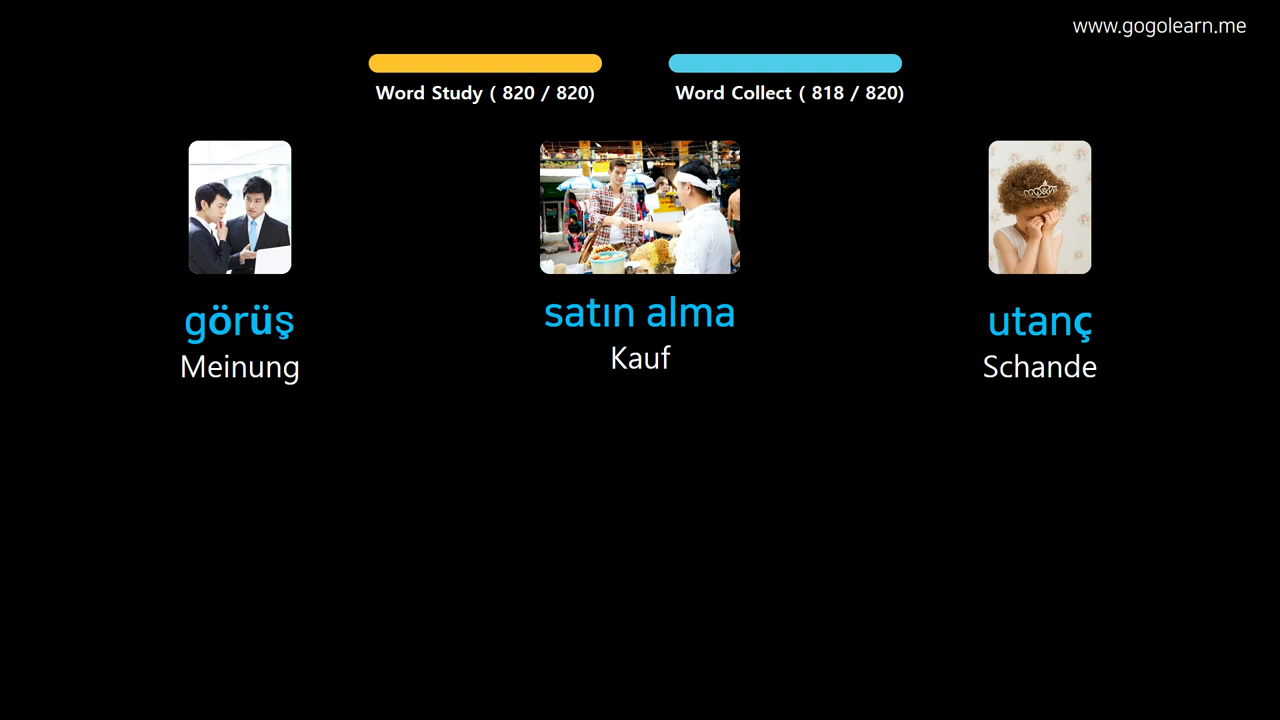 www.gogolearn.me
Word Study ( 820 / 820)
Word Collect ( 818 / 820)
görüş
Meinung
satın alma
Kauf
utanç
Schande